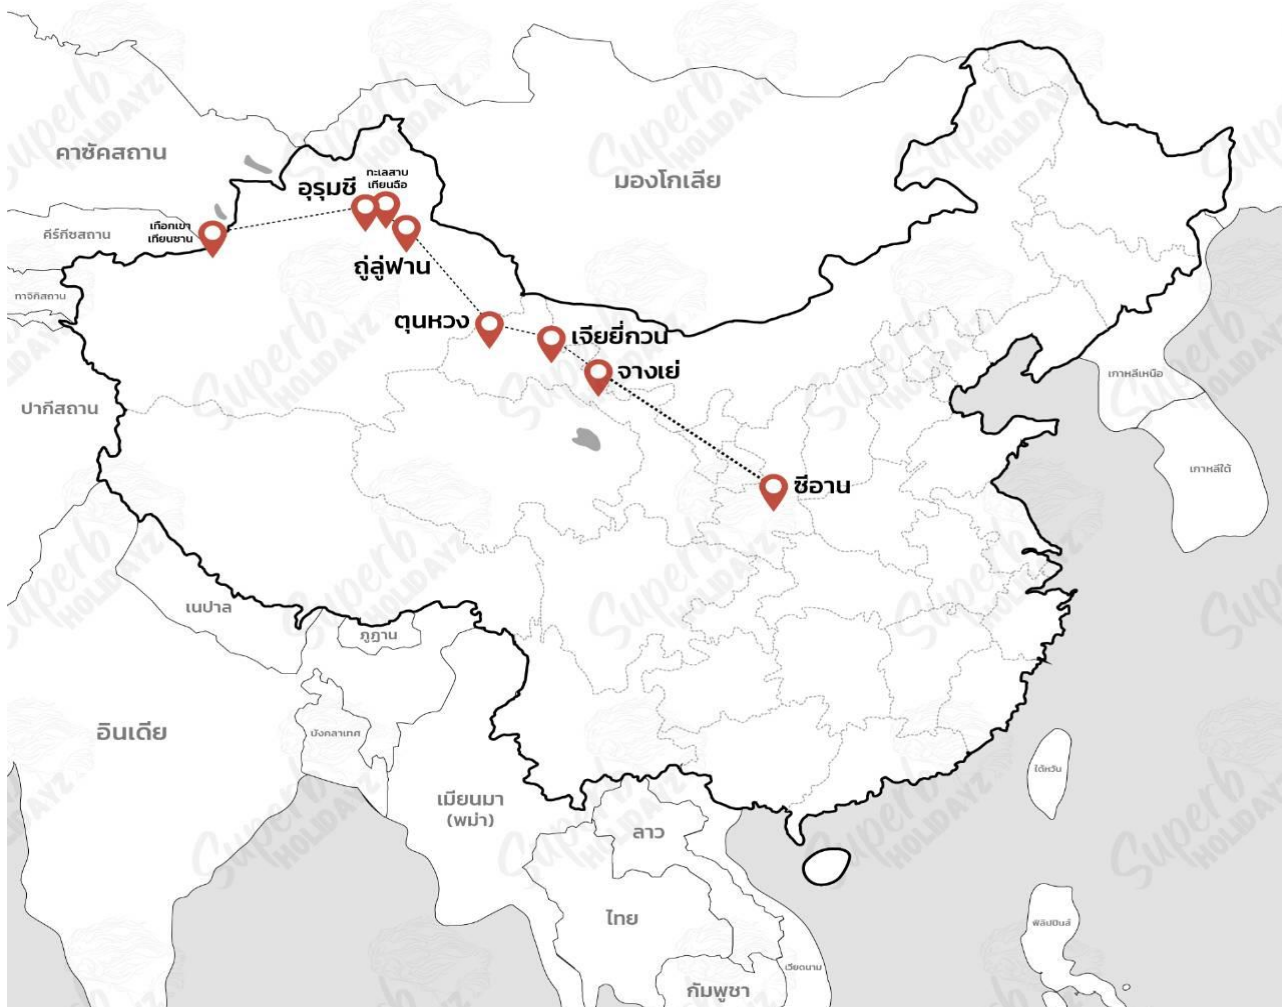 คาซัคสถาน
มองโกเลีย
ทะเลสาบ
เทียนฉือ
อุรุมชี
คีร์กีซสถาน
เทือกเขา
เทียนซาน
ถู่ลู่ฟาน
ทาจิกิสถาน
ตุนหวง
เจียยี่กวน
จางเย่
ปากีสถาน
เกาหลีเหนือ
เกาหลีใต้
ซีอาน
เนปาล
ภูฏาน
อินเดีย
บังคลาเทศ
ไต้หวัน
เมียนมา
(พม่า)
ลาว
ไทย
ฟิลิปปินส์
เวียดนาม
กัมพูชา
Superb
HOLIDAYZ